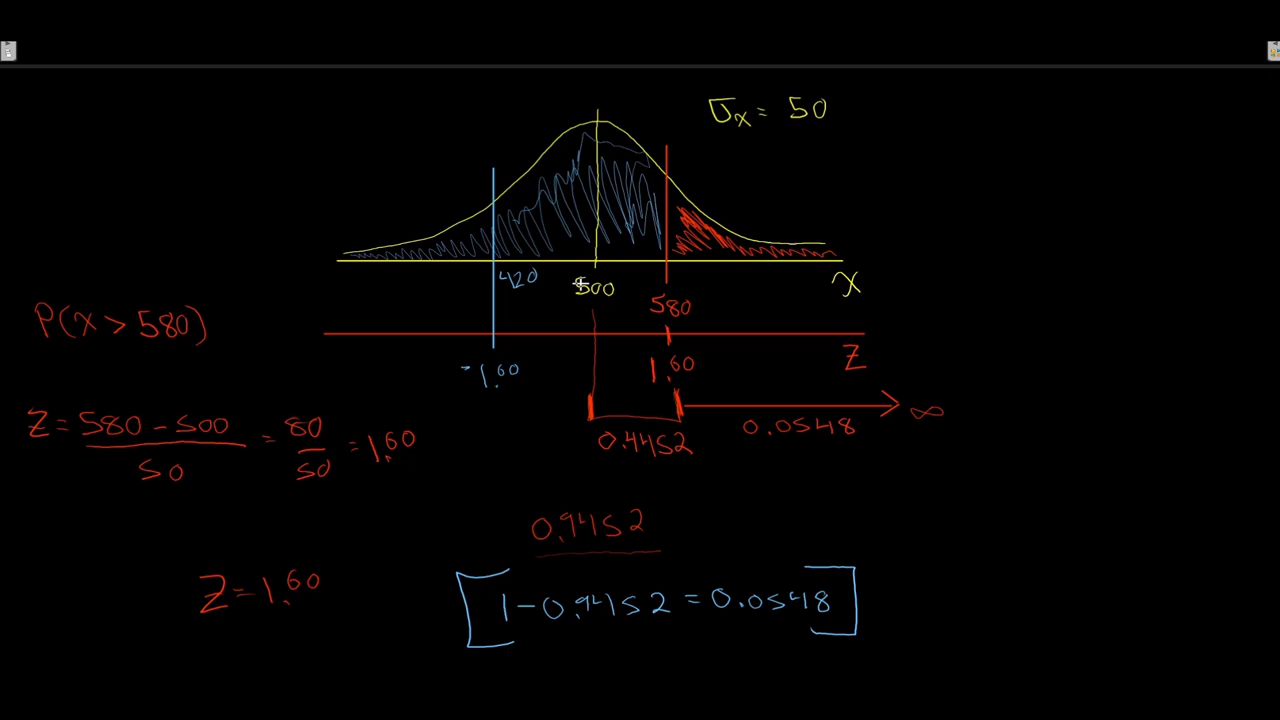 σx = 50
420
500
580
X
P(X > 580)
Z
-1.60
1.60
Z = 580 - 500 / 50 = 80 / 50 = 1.60
0.4452
0.0548
∞
0.9452
Z = 1.60
[1 - 0.9452 = 0.0548]